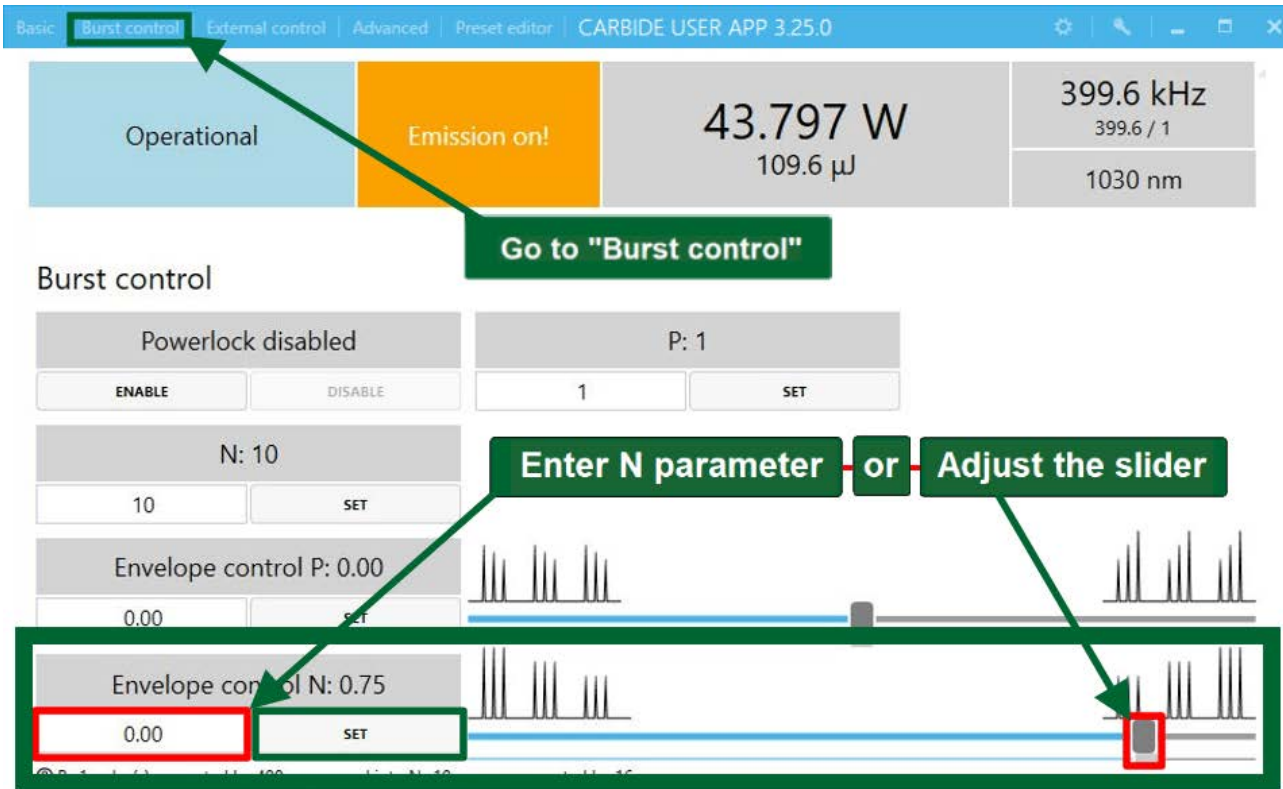 Basic | Burst control | External control | Advanced | Preset editor | CARBIDE USER APP 3.25.0
Operational
Emission on!
43.797 W
109.6 µJ
399.6 kHz
399.6 / 1
1030 nm
Go to "Burst control"
Burst control
Powerlock disabled
ENABLE
DISABLE
P: 1
1
SET
N: 10
10
SET
Enter N parameter or Adjust the slider
Envelope control P: 0.00
0.00
SET
Envelope control N: 0.75
0.00
SET